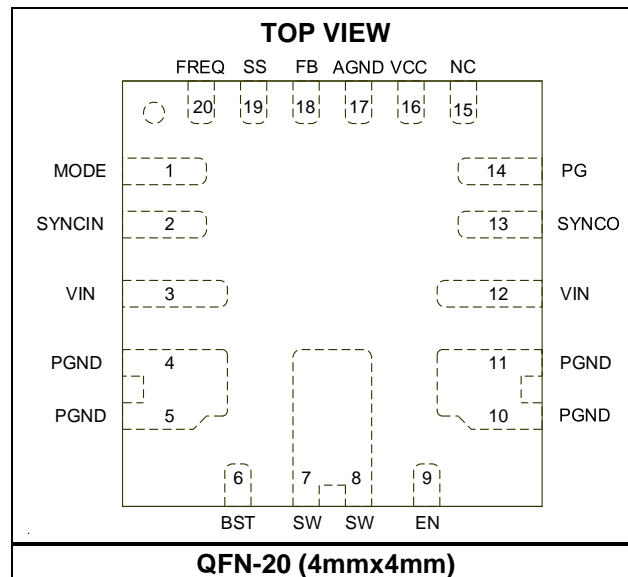 TOP VIEW
FREQ SS FB AGND VCC NC
20 19 18 17 16 15
MODE 1 14 PG
SYNCIN 2 13 SYNCO
VIN 3 12 VIN
PGND 4 11 PGND
PGND 5 10 PGND
6 7 8 9
BST SW SW EN
QFN-20 (4mmx4mm)